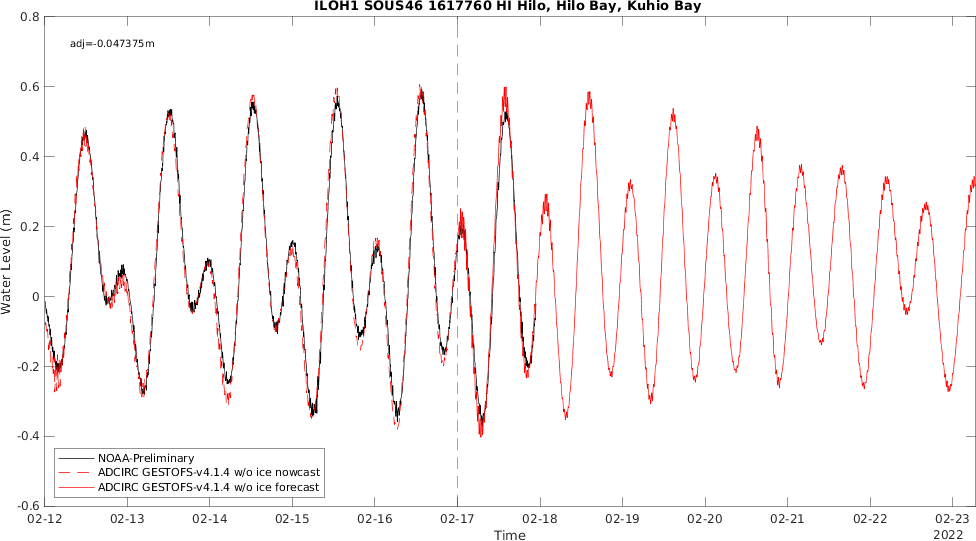 ILOH1 SOUS46 1617760 HI Hilo, Hilo Bay, Kuhio Bay
adj=-0.047375m
0.8
0.6
0.4
0.2
0
-0.2
-0.4
-0.6
Water Level (m)
NOAA-Preliminary
ADCIRC GESTOFS-v4.1.4 w/o ice nowcast
ADCIRC GESTOFS-v4.1.4 w/o ice forecast
02-12 02-13 02-14 02-15 02-16 02-17 02-18 02-19 02-20 02-21 02-22 02-23
Time
2022